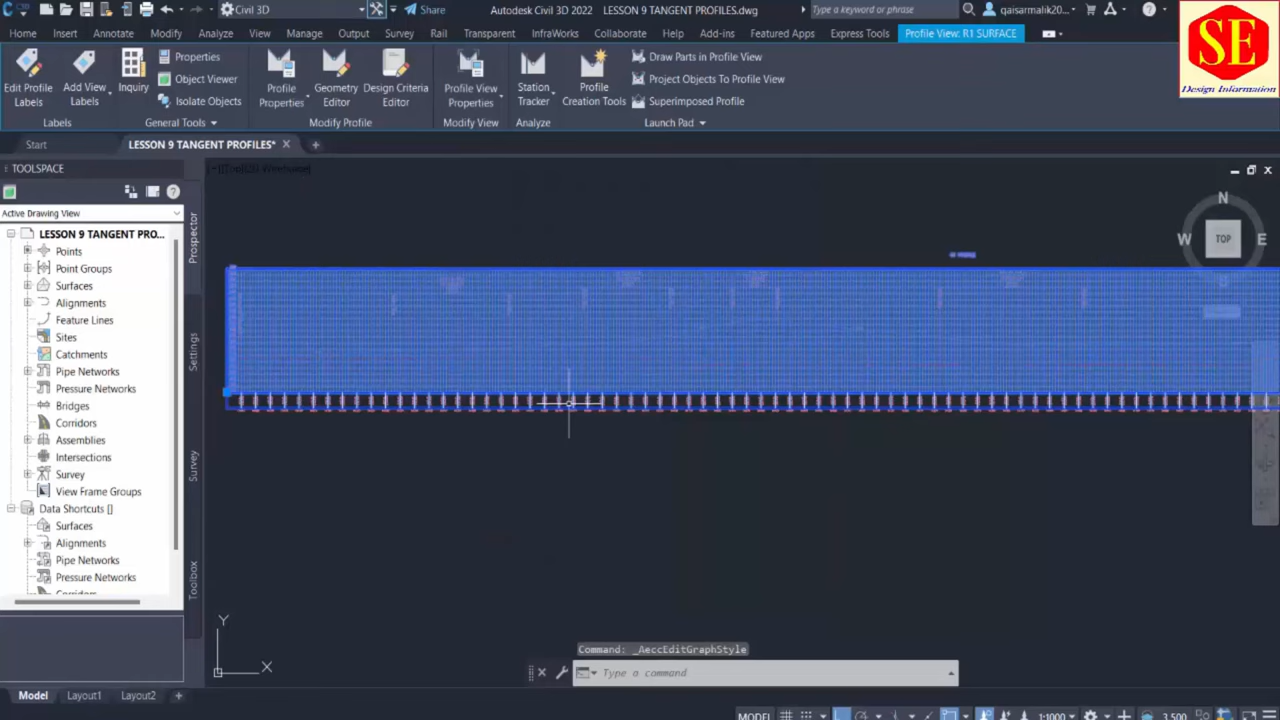 Civil 3D
Share
Autodesk Civil 3D 2022 LESSON 9 TANGENT PROFILES.dwg
Type a keyword or phrase
qaisarmalik20...
SE
Design Information
Home Insert Annotate Modify Analyze View Manage Output Survey Rail Transparent InfraWorks Collaborate Help Add-ins Featured Apps Express Tools Profile View: R1 SURFACE
Edit Profile Labels
Add View Labels
Inquiry
Properties
Object Viewer
Isolate Objects
Profile Properties
Geometry Editor
Design Criteria Editor
Profile View Properties
Station Tracker
Profile Creation Tools
Draw Parts in Profile View
Project Objects To Profile View
Superimposed Profile
Labels General Tools Modify Profile Modify View Analyze Launch Pad
Start LESSON 9 TANGENT PROFILES*
TOOLSPACE
Active Drawing View
LESSON 9 TANGENT PRO...
Points
Point Groups
Surfaces
Alignments
Feature Lines
Sites
Catchments
Pipe Networks
Pressure Networks
Bridges
Corridors
Assemblies
Intersections
Survey
View Frame Groups
Data Shortcuts []
Surfaces
Alignments
Pipe Networks
Pressure Networks
Corridors
Prospector
Settings
Survey
Toolbox
N
W TOP E
Y
X
Command: _AeccEditGraphStyle
Type a command
Model Layout1 Layout2
MODEL 1:1000 3.500